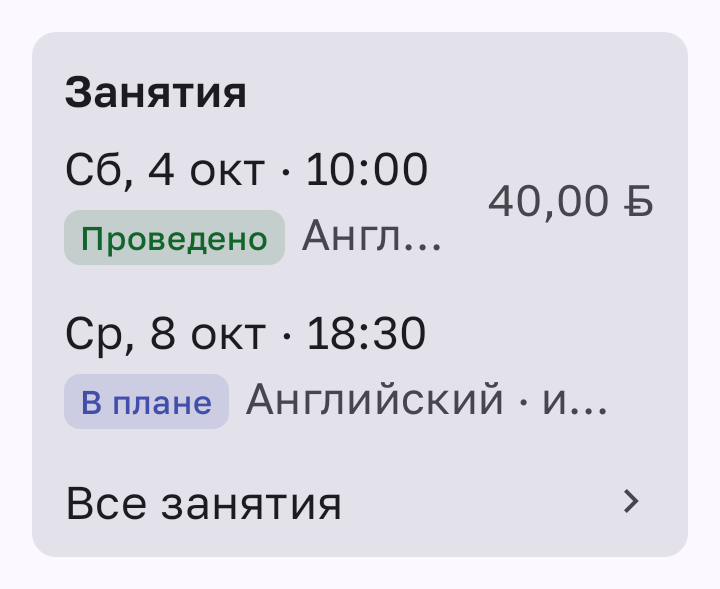 Занятия
Сб, 4 окт · 10:00
40,00 Ƃ
Проведено Англ...
Ср, 8 окт · 18:30
В плане Английский · и...
Все занятия